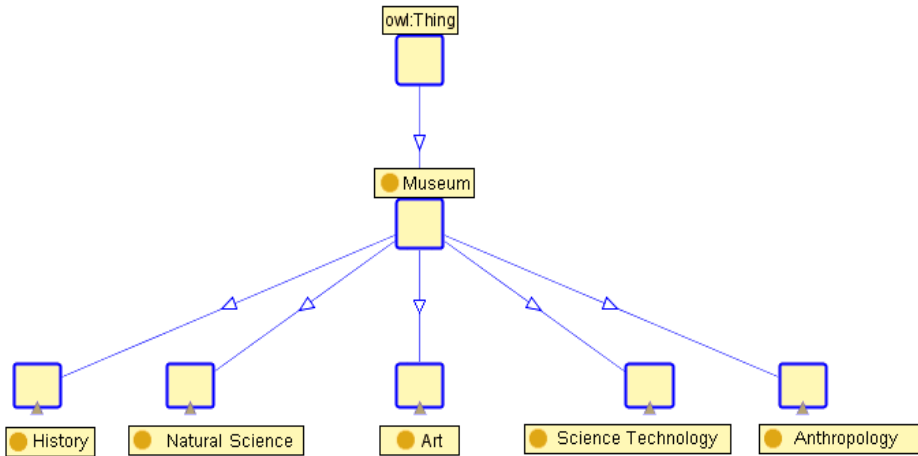 owl:Thing
Museum
History
Natural Science
Art
Science Technology
Anthropology